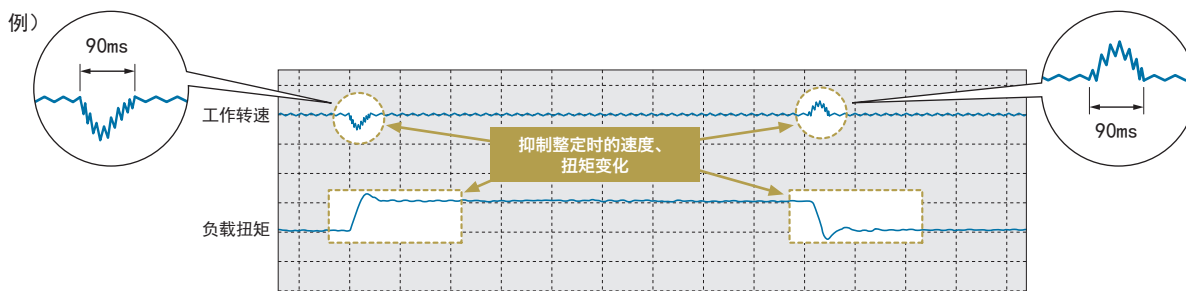 例）
90ms
90ms
工作转速
抑制整定时的速度、
扭矩变化
负载扭矩